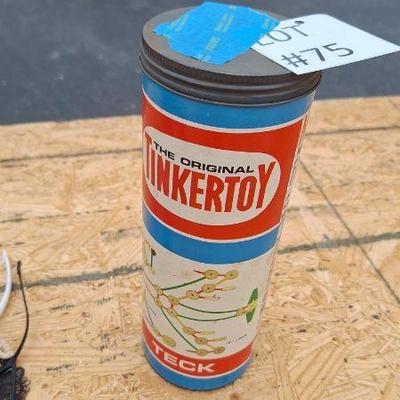 LOT
#75
THE ORIGINAL
TINKERTOY
TECK